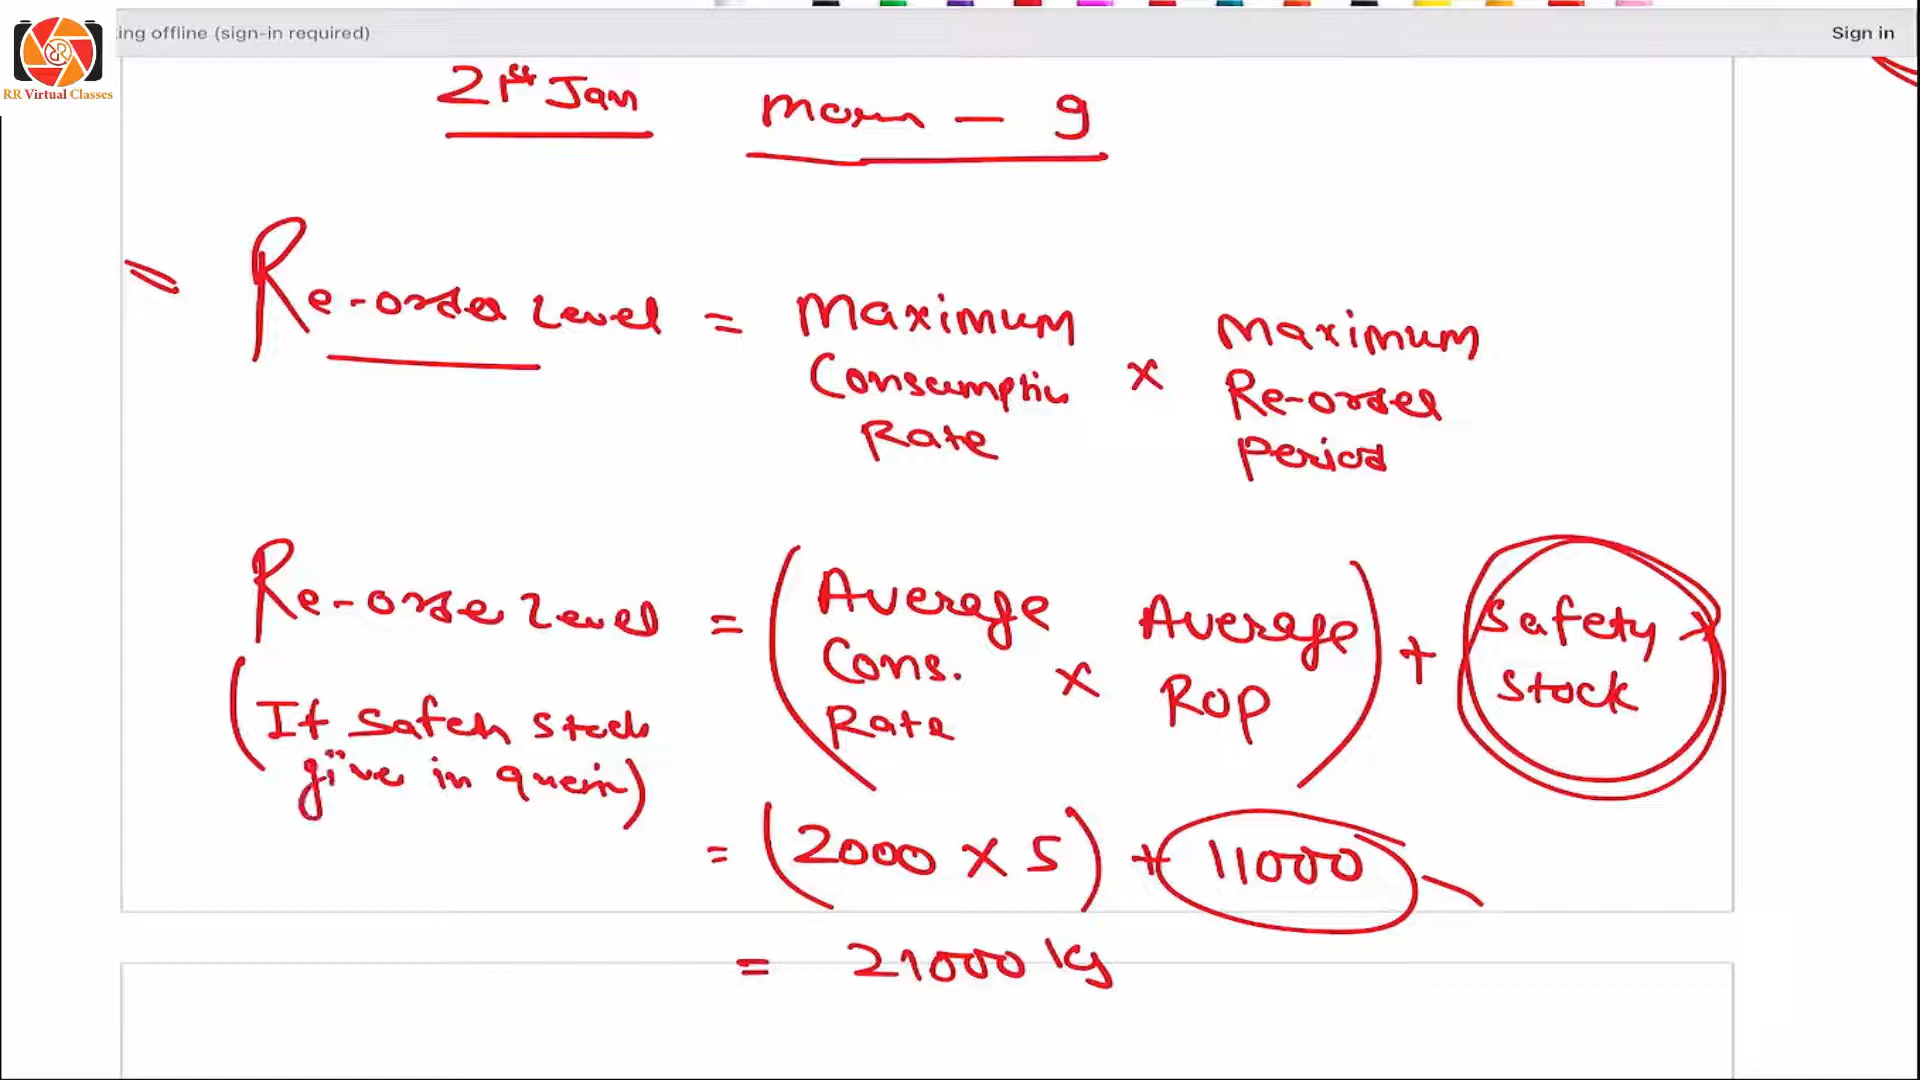 ing offline (sign-in required)
Sign in
RR Virtual Classes
21st Jan
Morn - 9
= Re-order Level = Maximum Consumption Rate × Maximum Re-order Period
Re-order Level = (Average Cons. Rate × Average ROP) + Safety Stock
(If Safety stock
give in
= (2000 × 5) + 11000
= 21000 kg